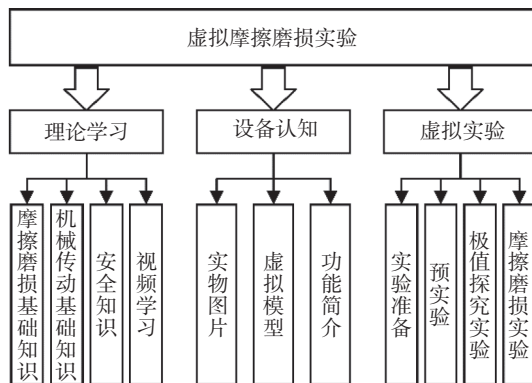 虚拟摩擦磨损实验
理论学习
设备认知
虚拟实验
摩擦磨损基础知识
机械传动基础知识
安全知识
视频学习
实物图片
虚拟模型
功能简介
实验准备
预实验
极值探究实验
摩擦磨损实验